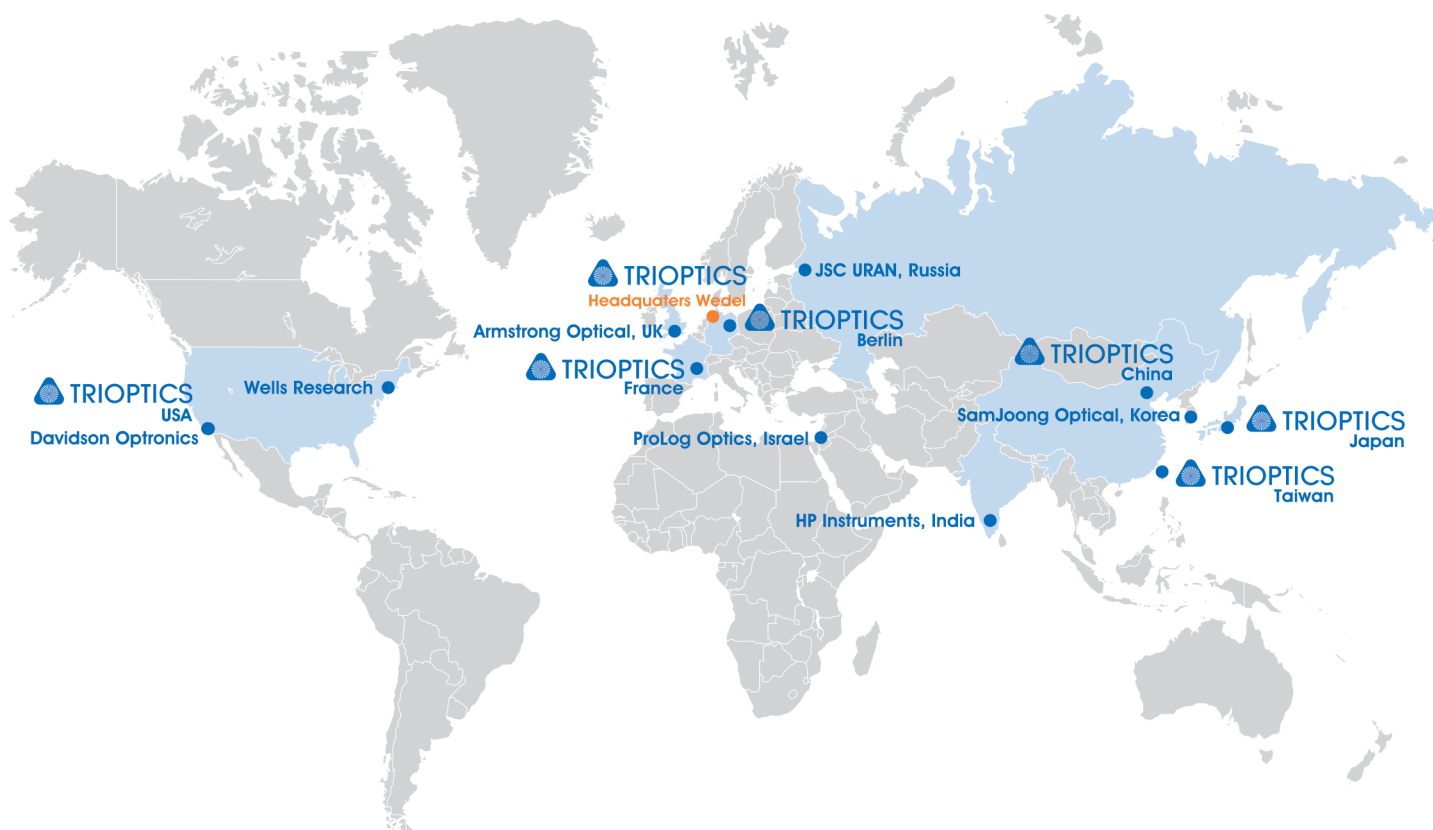 TRIOPTICS
Headquaters Wedel
JSC URAN, Russia
Armstrong Optical, UK
TRIOPTICS
Berlin
TRIOPTICS
France
TRIOPTICS
China
TRIOPTICS
USA
Wells Research
Davidson Optronics
SamJoong Optical, Korea
TRIOPTICS
Japan
ProLog Optics, Israel
TRIOPTICS
Taiwan
HP Instruments, India